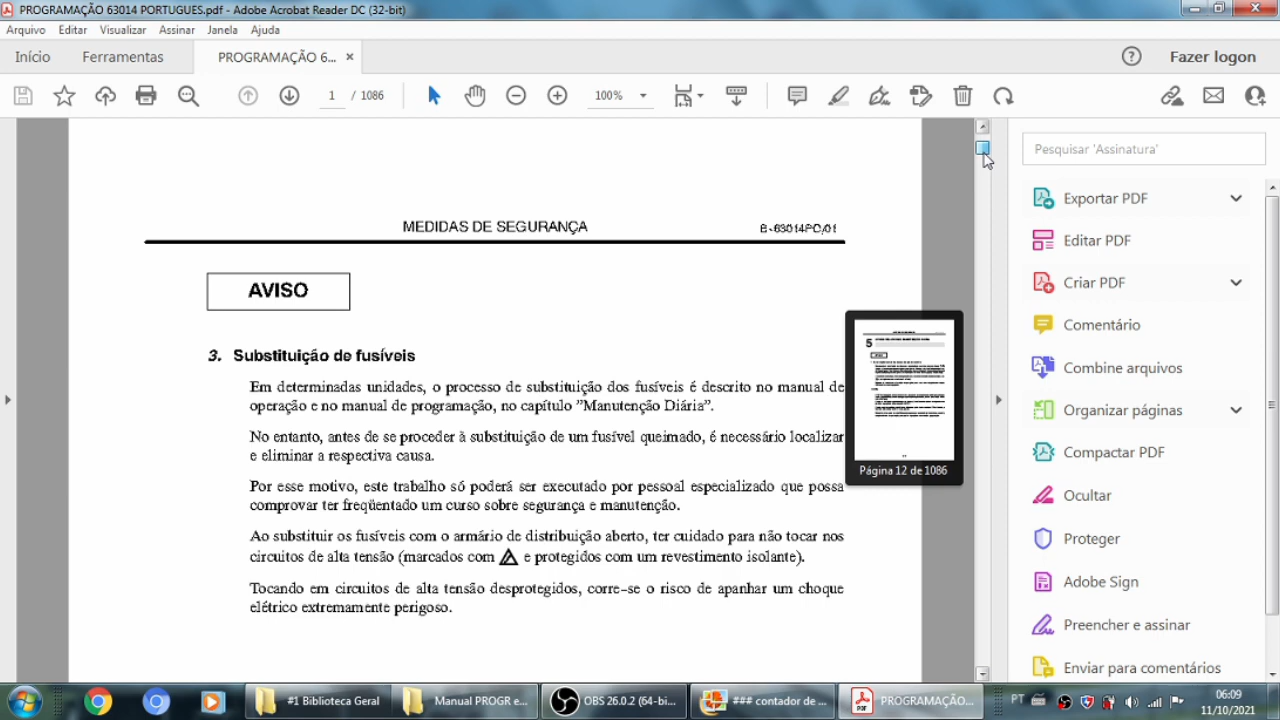 PROGRAMAÇÃO 63014 PORTUGUES.pdf - Adobe Acrobat Reader DC (32-bit)
Arquivo Editar Visualizar Assinar Janela Ajuda
Início Ferramentas PROGRAMAÇÃO 6... × Fazer logon
1 / 1086 100%
Pesquisar 'Assinatura'
MEDIDAS DE SEGURANÇA B-63014PO/01
AVISO
3. Substituição de fusíveis
Em determinadas unidades, o processo de substituição dos fusíveis é descrito no manual de
operação e no manual de programação, no capítulo "Manutenção Diária".
No entanto, antes de se proceder à substituição de um fusível queimado, é necessário localizar
e eliminar a respectiva causa.
Por esse motivo, este trabalho só poderá ser executado por pessoal especializado que possa
comprovar ter freqüentado um curso sobre segurança e manutenção.
Ao substituir os fusíveis com o armário de distribuição aberto, ter cuidado para não tocar nos
circuitos de alta tensão (marcados com e protegidos com um revestimento isolante).
Tocando em circuitos de alta tensão desprotegidos, corre-se o risco de apanhar um choque
elétrico extremamente perigoso.
5
Página 12 de 1086
Exportar PDF
Editar PDF
Criar PDF
Comentário
Combine arquivos
Organizar páginas
Compactar PDF
Ocultar
Proteger
Adobe Sign
Preencher e assinar
Enviar para comentários
#1 Biblioteca Geral Manual PROGR e... OBS 26.0.2 (64-bi... ### contador de ... PROGRAMAÇÃO... PT 06:09
11/10/2021